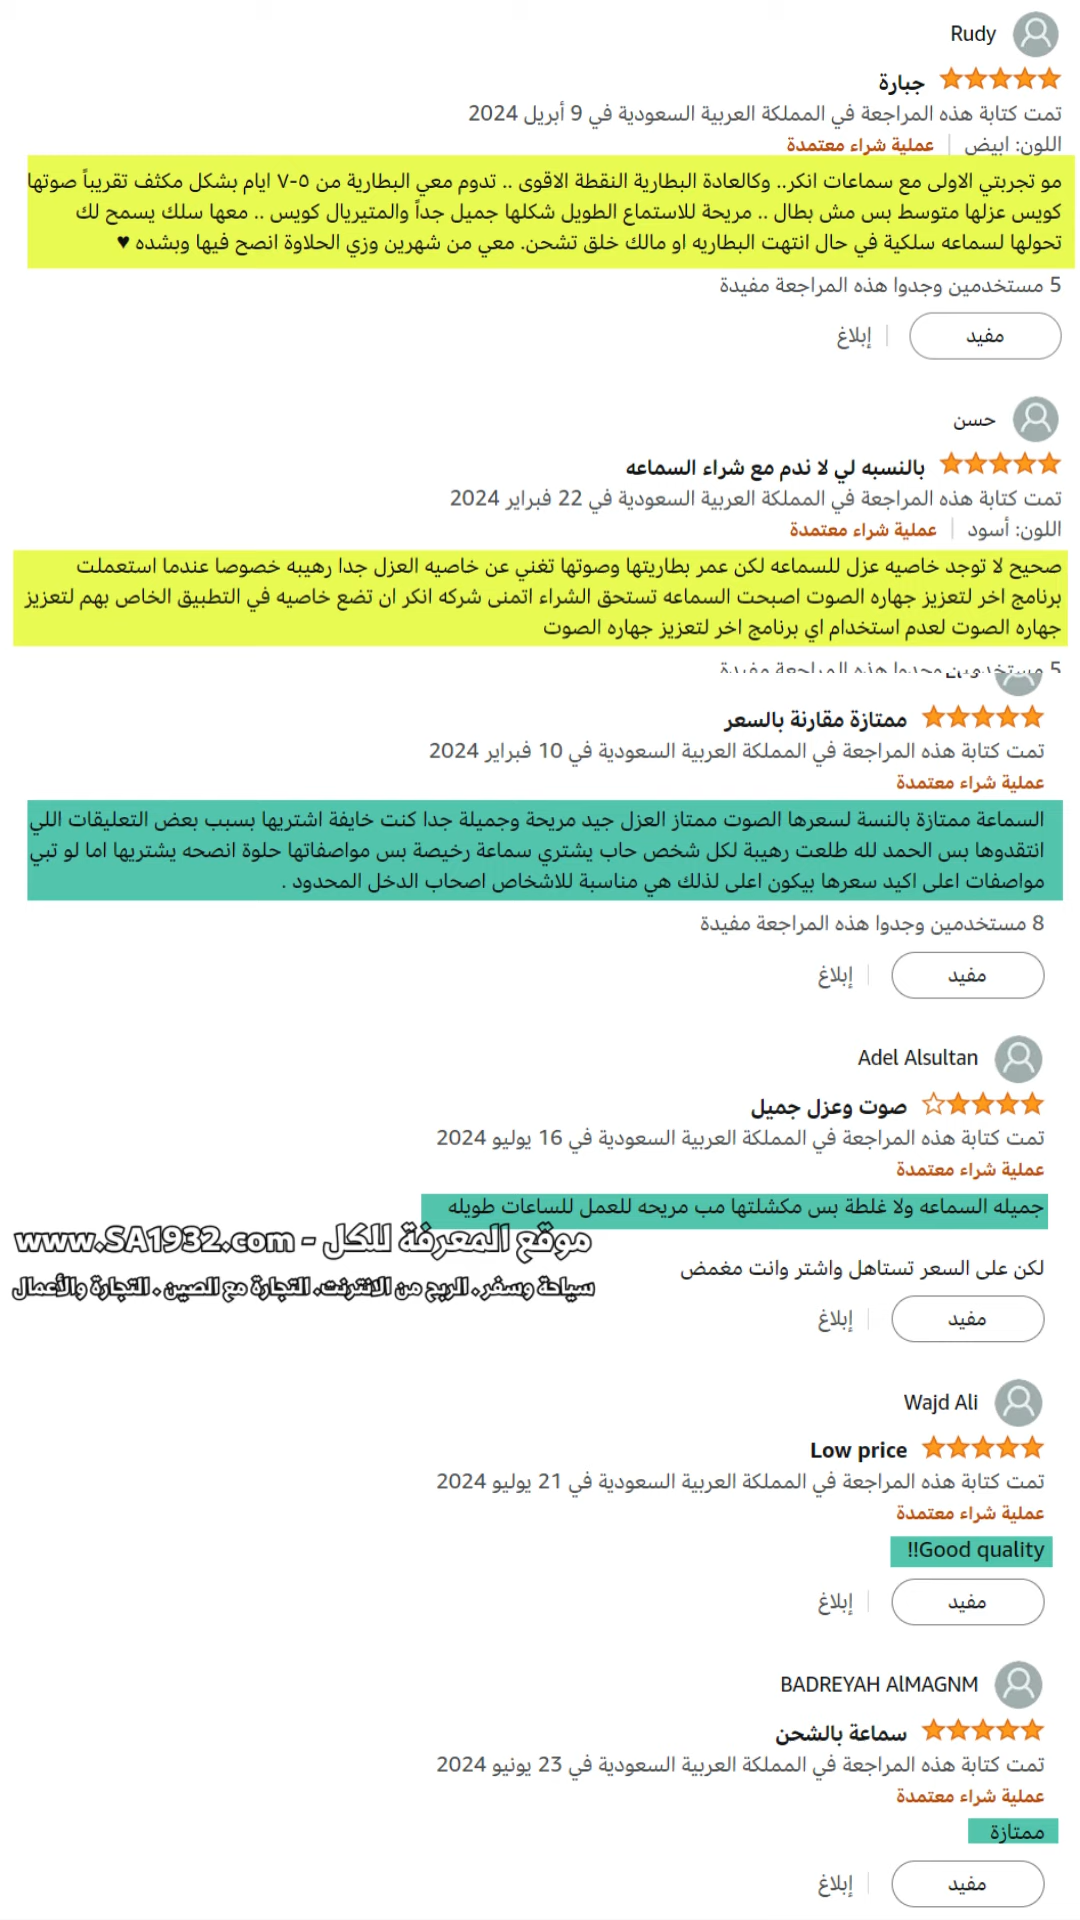 Rudy
جبارة
تمت كتابة هذه المراجعة في المملكة العربية السعودية في 9 أبريل 2024
اللون: ابيض | عملية شراء معتمدة
مو تجربتي الاولى مع سماعات انكر.. وكالعادة البطارية النقطة الاقوى .. تدوم معي البطارية من ٥-٧ ايام بشكل مكثف تقريباً صوتها
كويس عزلها متوسط بس مش بطال .. مريحة للاستماع الطويل شكلها جميل جداً والمتيريال كويس .. معها سلك يسمح لك
تحولها لسماعه سلكية في حال انتهت البطاريه او مالك خلق تشحن. معي من شهرين وزي الحلاوة انصح فيها وبشده ♥
5 مستخدمين وجدوا هذه المراجعة مفيدة
مفيد | إبلاغ
حسن
بالنسبه لي لا ندم مع شراء السماعه
تمت كتابة هذه المراجعة في المملكة العربية السعودية في 22 فبراير 2024
اللون: أسود | عملية شراء معتمدة
صحيح لا توجد خاصيه عزل للسماعه لكن عمر بطاريتها وصوتها تغني عن خاصيه العزل جدا رهيبه خصوصا عندما استعملت
برنامج اخر لتعزيز جهاره الصوت اصبحت السماعه تستحق الشراء اتمنى شركه انكر ان تضع خاصيه في التطبيق الخاص بهم لتعزيز
جهاره الصوت لعدم استخدام اي برنامج اخر لتعزيز جهاره الصوت
5 مستخدمين وجدوا هذه المراجعة مفيدة
ممتازة مقارنة بالسعر
تمت كتابة هذه المراجعة في المملكة العربية السعودية في 10 فبراير 2024
عملية شراء معتمدة
السماعة ممتازة بالنسة لسعرها الصوت ممتاز العزل جيد مريحة وجميلة جدا كنت خايفة اشتريها بسبب بعض التعليقات اللي
انتقدوها بس الحمد لله طلعت رهيبة لكل شخص حاب يشتري سماعة رخيصة بس مواصفاتها حلوة انصحه يشتريها اما لو تبي
مواصفات اعلى اكيد سعرها بيكون اعلى لذلك هي مناسبة للاشخاص اصحاب الدخل المحدود .
8 مستخدمين وجدوا هذه المراجعة مفيدة
مفيد | إبلاغ
Adel Alsultan
صوت وعزل جميل
تمت كتابة هذه المراجعة في المملكة العربية السعودية في 16 يوليو 2024
عملية شراء معتمدة
جميله السماعه ولا غلطة بس مكشلتها مب مريحه للعمل للساعات طويله
موقع المعرفة للكل - www.SA1932.com
لكن على السعر تستاهل واشتر وانت مغمض
سياحة وسفر . الربح من الانترنت. التجارة مع الصين . التجارة والأعمال
مفيد | إبلاغ
Wajd Ali
Low price
تمت كتابة هذه المراجعة في المملكة العربية السعودية في 21 يوليو 2024
عملية شراء معتمدة
Good quality!!
مفيد | إبلاغ
BADREYAH AlMAGNM
سماعة بالشحن
تمت كتابة هذه المراجعة في المملكة العربية السعودية في 23 يونيو 2024
عملية شراء معتمدة
ممتازة
مفيد | إبلاغ